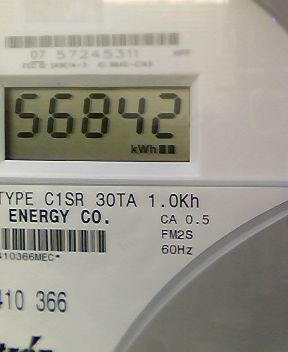 07 57245311
56842
kWh
TYPE C1SR 30TA 1.0Kh
ENERGY CO.
CA 0.5
FM2S
60Hz
410366MEC*
410 366